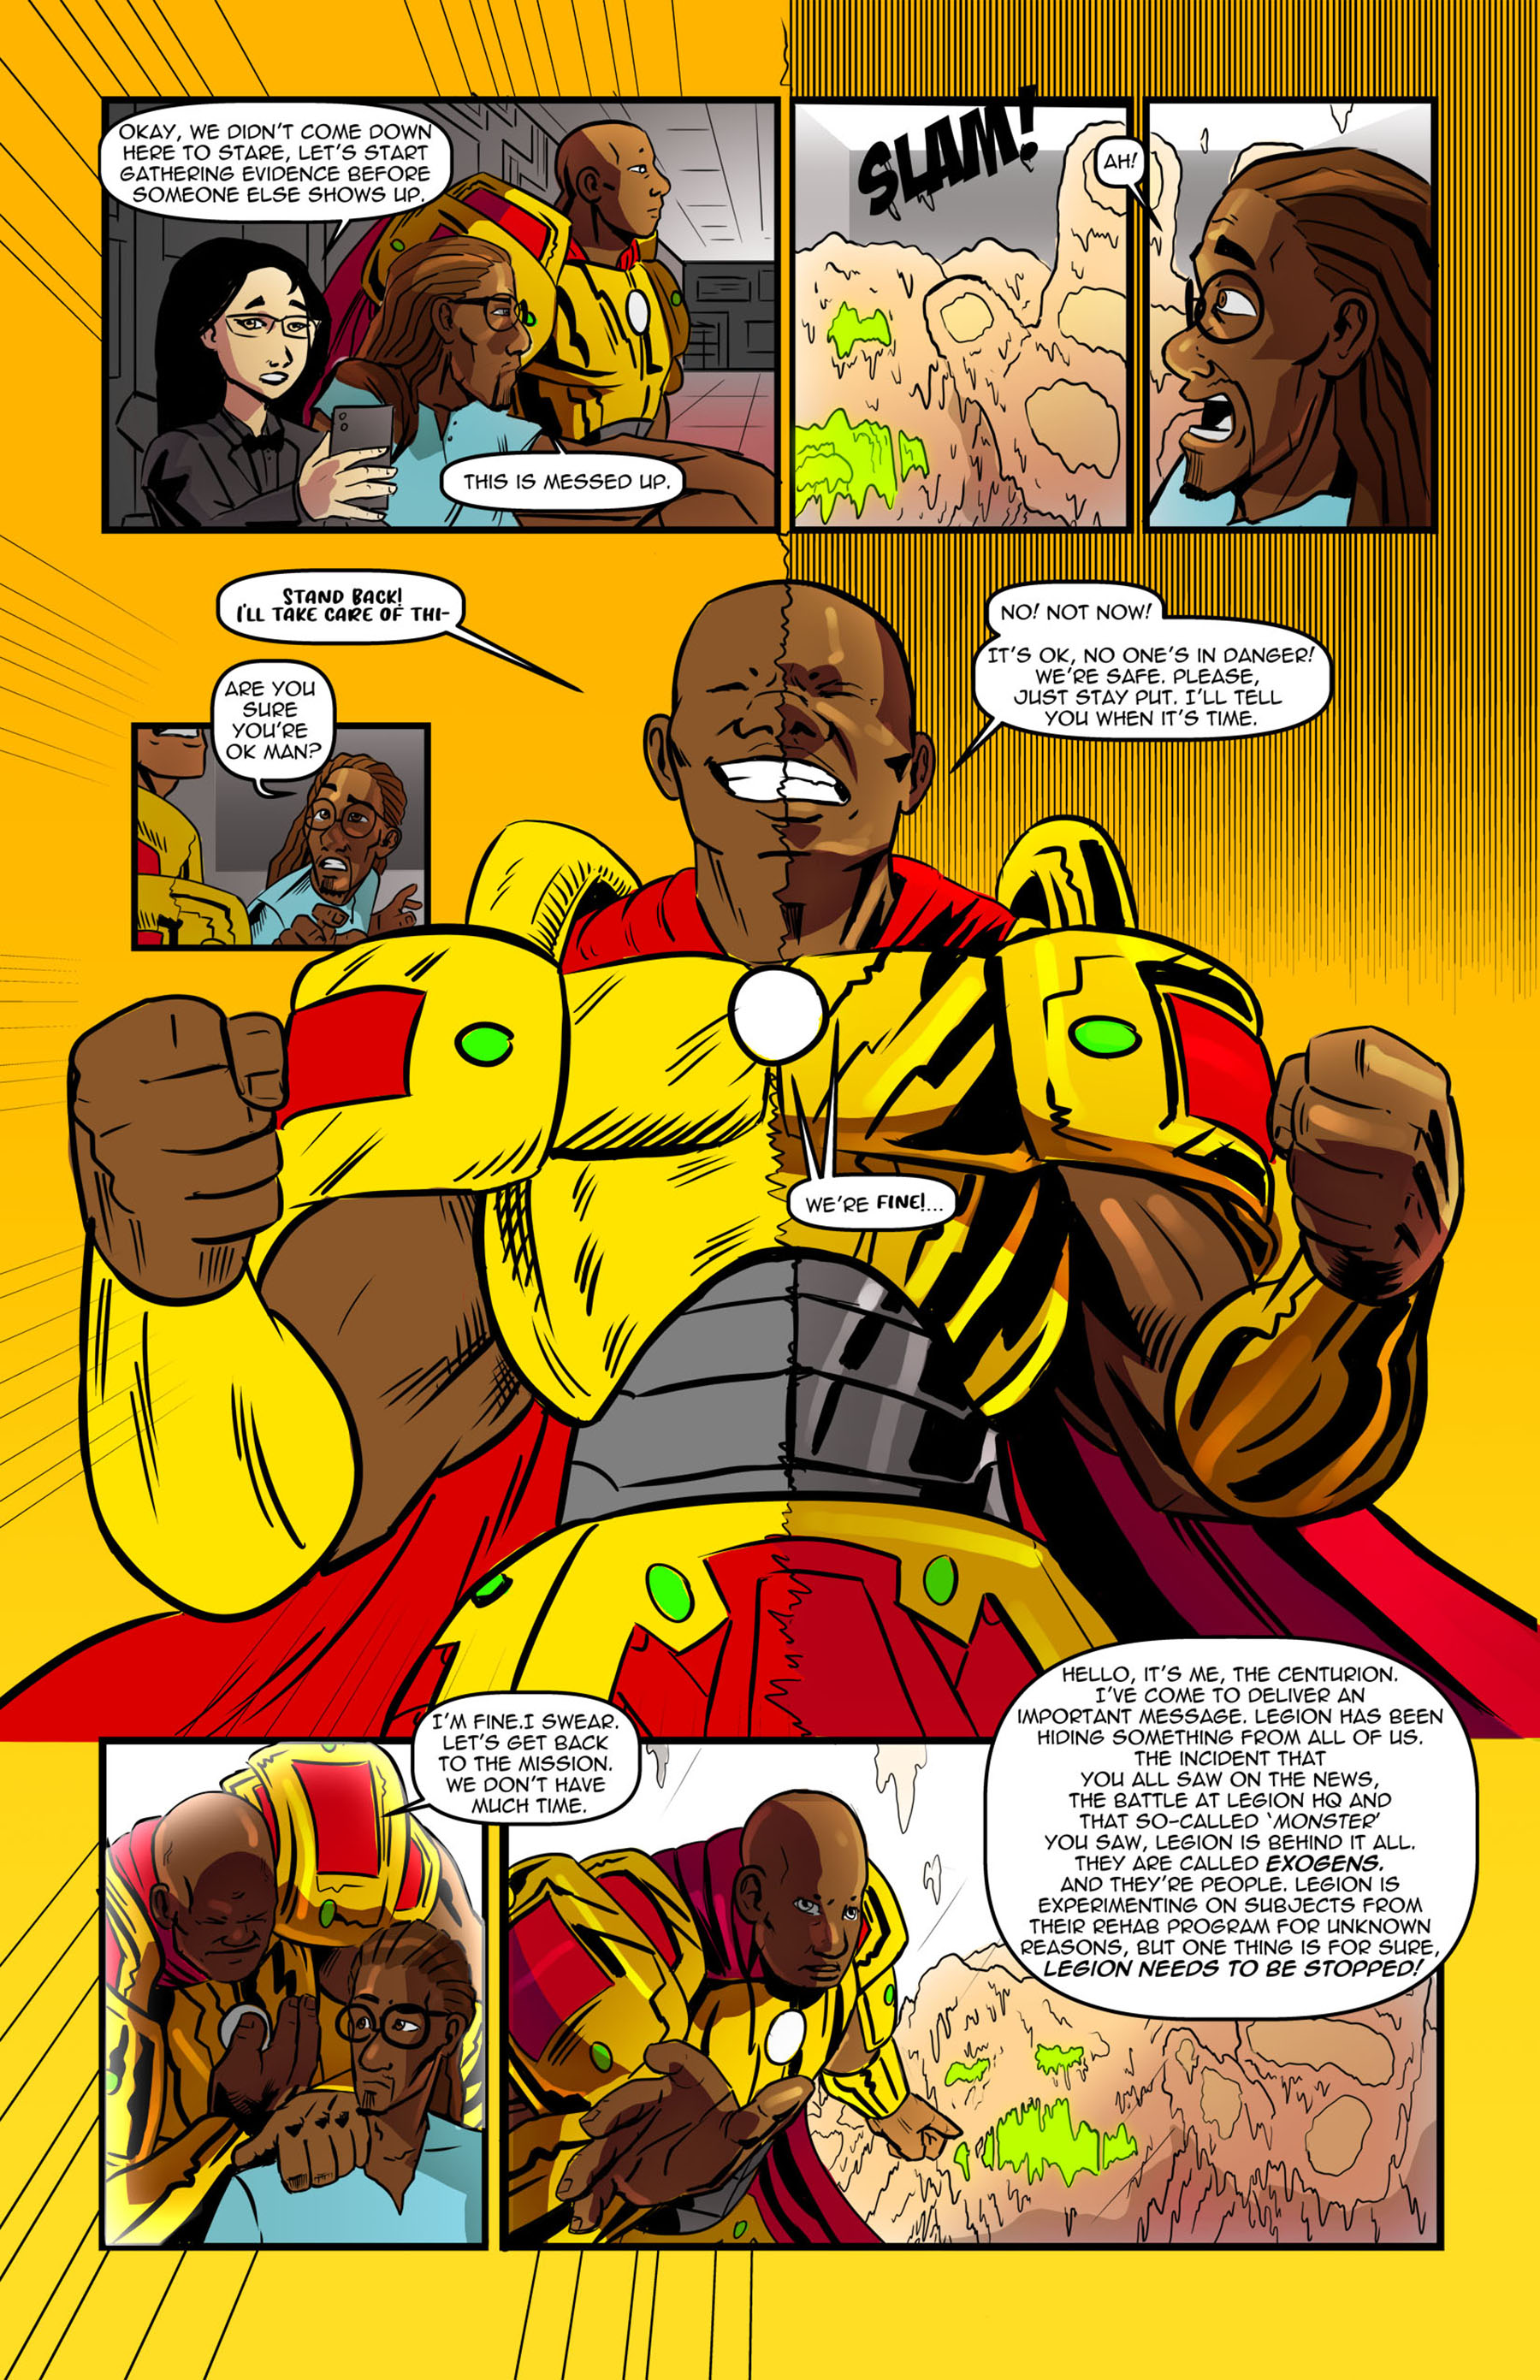 OKAY, WE DIDN'T COME DOWN
HERE TO STARE, LET'S START
GATHERING EVIDENCE BEFORE
SOMEONE ELSE SHOWS UP.
THIS IS MESSED UP.
SLAM!
AH!
STAND BACK!
I'LL TAKE CARE OF THI-
NO! NOT NOW!
IT'S OK, NO ONE'S IN DANGER!
WE'RE SAFE. PLEASE,
JUST STAY PUT. I'LL TELL
YOU WHEN IT'S TIME.
ARE YOU
SURE
YOU'RE
OK MAN?
WE'RE FINE!...
I'M FINE.I SWEAR.
LET'S GET BACK
TO THE MISSION.
WE DON'T HAVE
MUCH TIME.
HELLO, IT'S ME, THE CENTURION.
I'VE COME TO DELIVER AN
IMPORTANT MESSAGE. LEGION HAS BEEN
HIDING SOMETHING FROM ALL OF US.
THE INCIDENT THAT
YOU ALL SAW ON THE NEWS,
THE BATTLE AT LEGION HQ AND
THAT SO-CALLED 'MONSTER'
YOU SAW, LEGION IS BEHIND IT ALL.
THEY ARE CALLED EXOGENS.
AND THEY'RE PEOPLE. LEGION IS
EXPERIMENTING ON SUBJECTS FROM
THEIR REHAB PROGRAM FOR UNKNOWN
REASONS, BUT ONE THING IS FOR SURE,
LEGION NEEDS TO BE STOPPED!